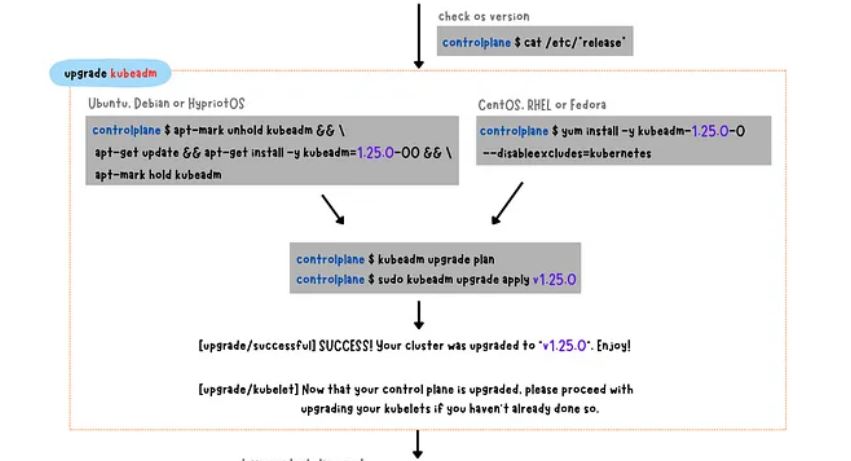 check os version
controlplane $ cat /etc/*release*
upgrade kubeadm
Ubuntu, Debian or HypriotOS
controlplane $ apt-mark unhold kubeadm && \
apt-get update && apt-get install -y kubeadm=1.25.0-00 && \
apt-mark hold kubeadm
CentOS, RHEL or Fedora
controlplane $ yum install -y kubeadm-1.25.0-0
--disableexcludes=kubernetes
controlplane $ kubeadm upgrade plan
controlplane $ sudo kubeadm upgrade apply v1.25.0
[upgrade/successful] SUCCESS! Your cluster was upgraded to "v1.25.0". Enjoy!
[upgrade/kubelet] Now that your control plane is upgraded, please proceed with
upgrading your kubelets if you haven't already done so.